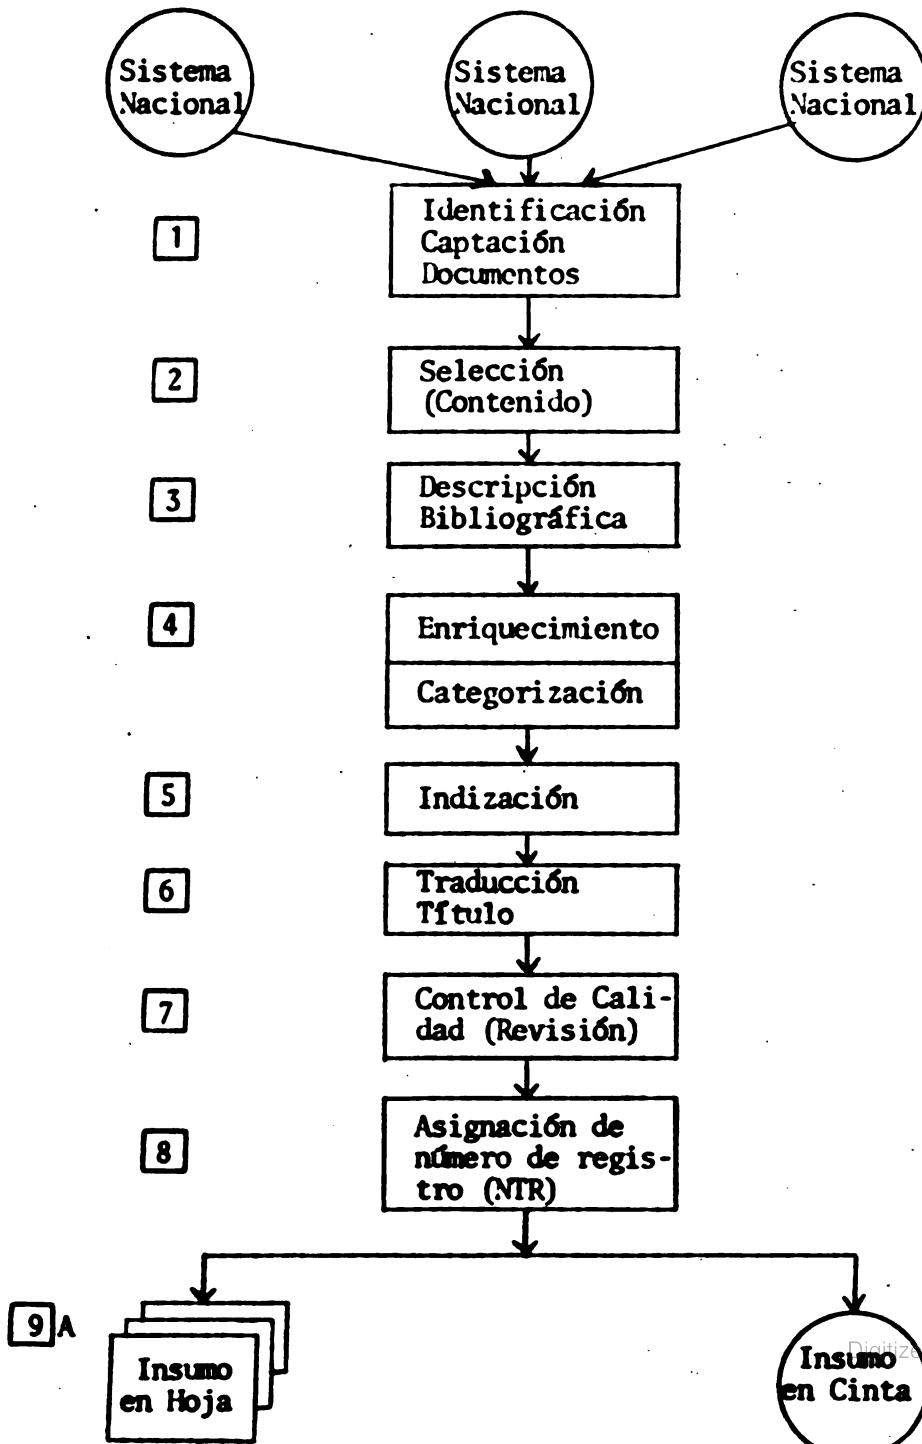 Sistema
Nacional
Sistema
Nacional
Sistema
Nacional
1
Identificación
Captación
Documentos
2
Selección
(Contenido)
3
Descripción
Bibliográfica
4
Enriquecimiento
Categorización
5
Indización
6
Traducción
Título
7
Control de Cali-
dad (Revisión)
8
Asignación de
número de regis-
tro (NTR)
9 A
Insumo
en Hoja
Insumo
en Cinta
Digitize